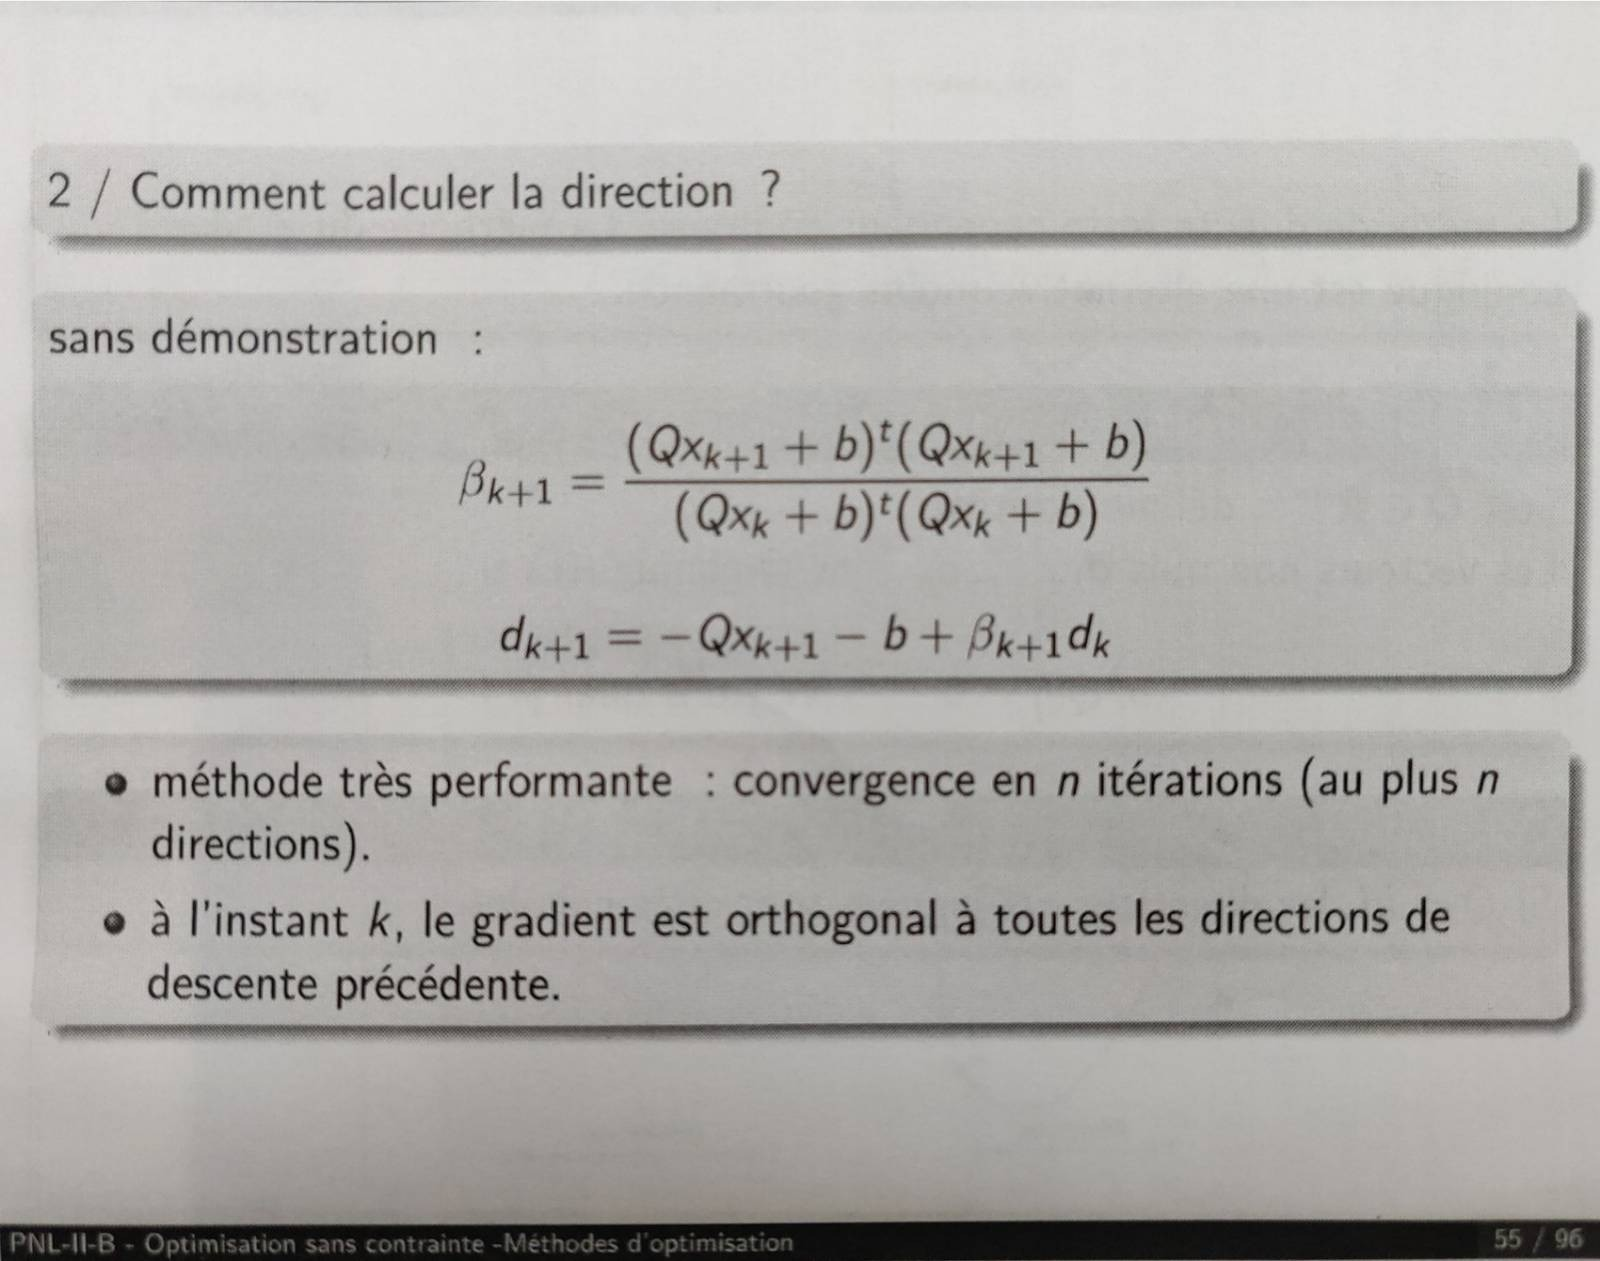 2 / Comment calculer la direction ?
sans démonstration :
β_{k+1} = \frac{(Qx_{k+1} + b)^t(Qx_{k+1} + b)}{(Qx_k + b)^t(Qx_k + b)}
d_{k+1} = −Qx_{k+1} − b + β_{k+1}d_k
• méthode très performante : convergence en n itérations (au plus n
directions).
• à l'instant k, le gradient est orthogonal à toutes les directions de
descente précédente.
PNL-II-B - Optimisation sans contrainte -Méthodes d'optimisation 55 / 96